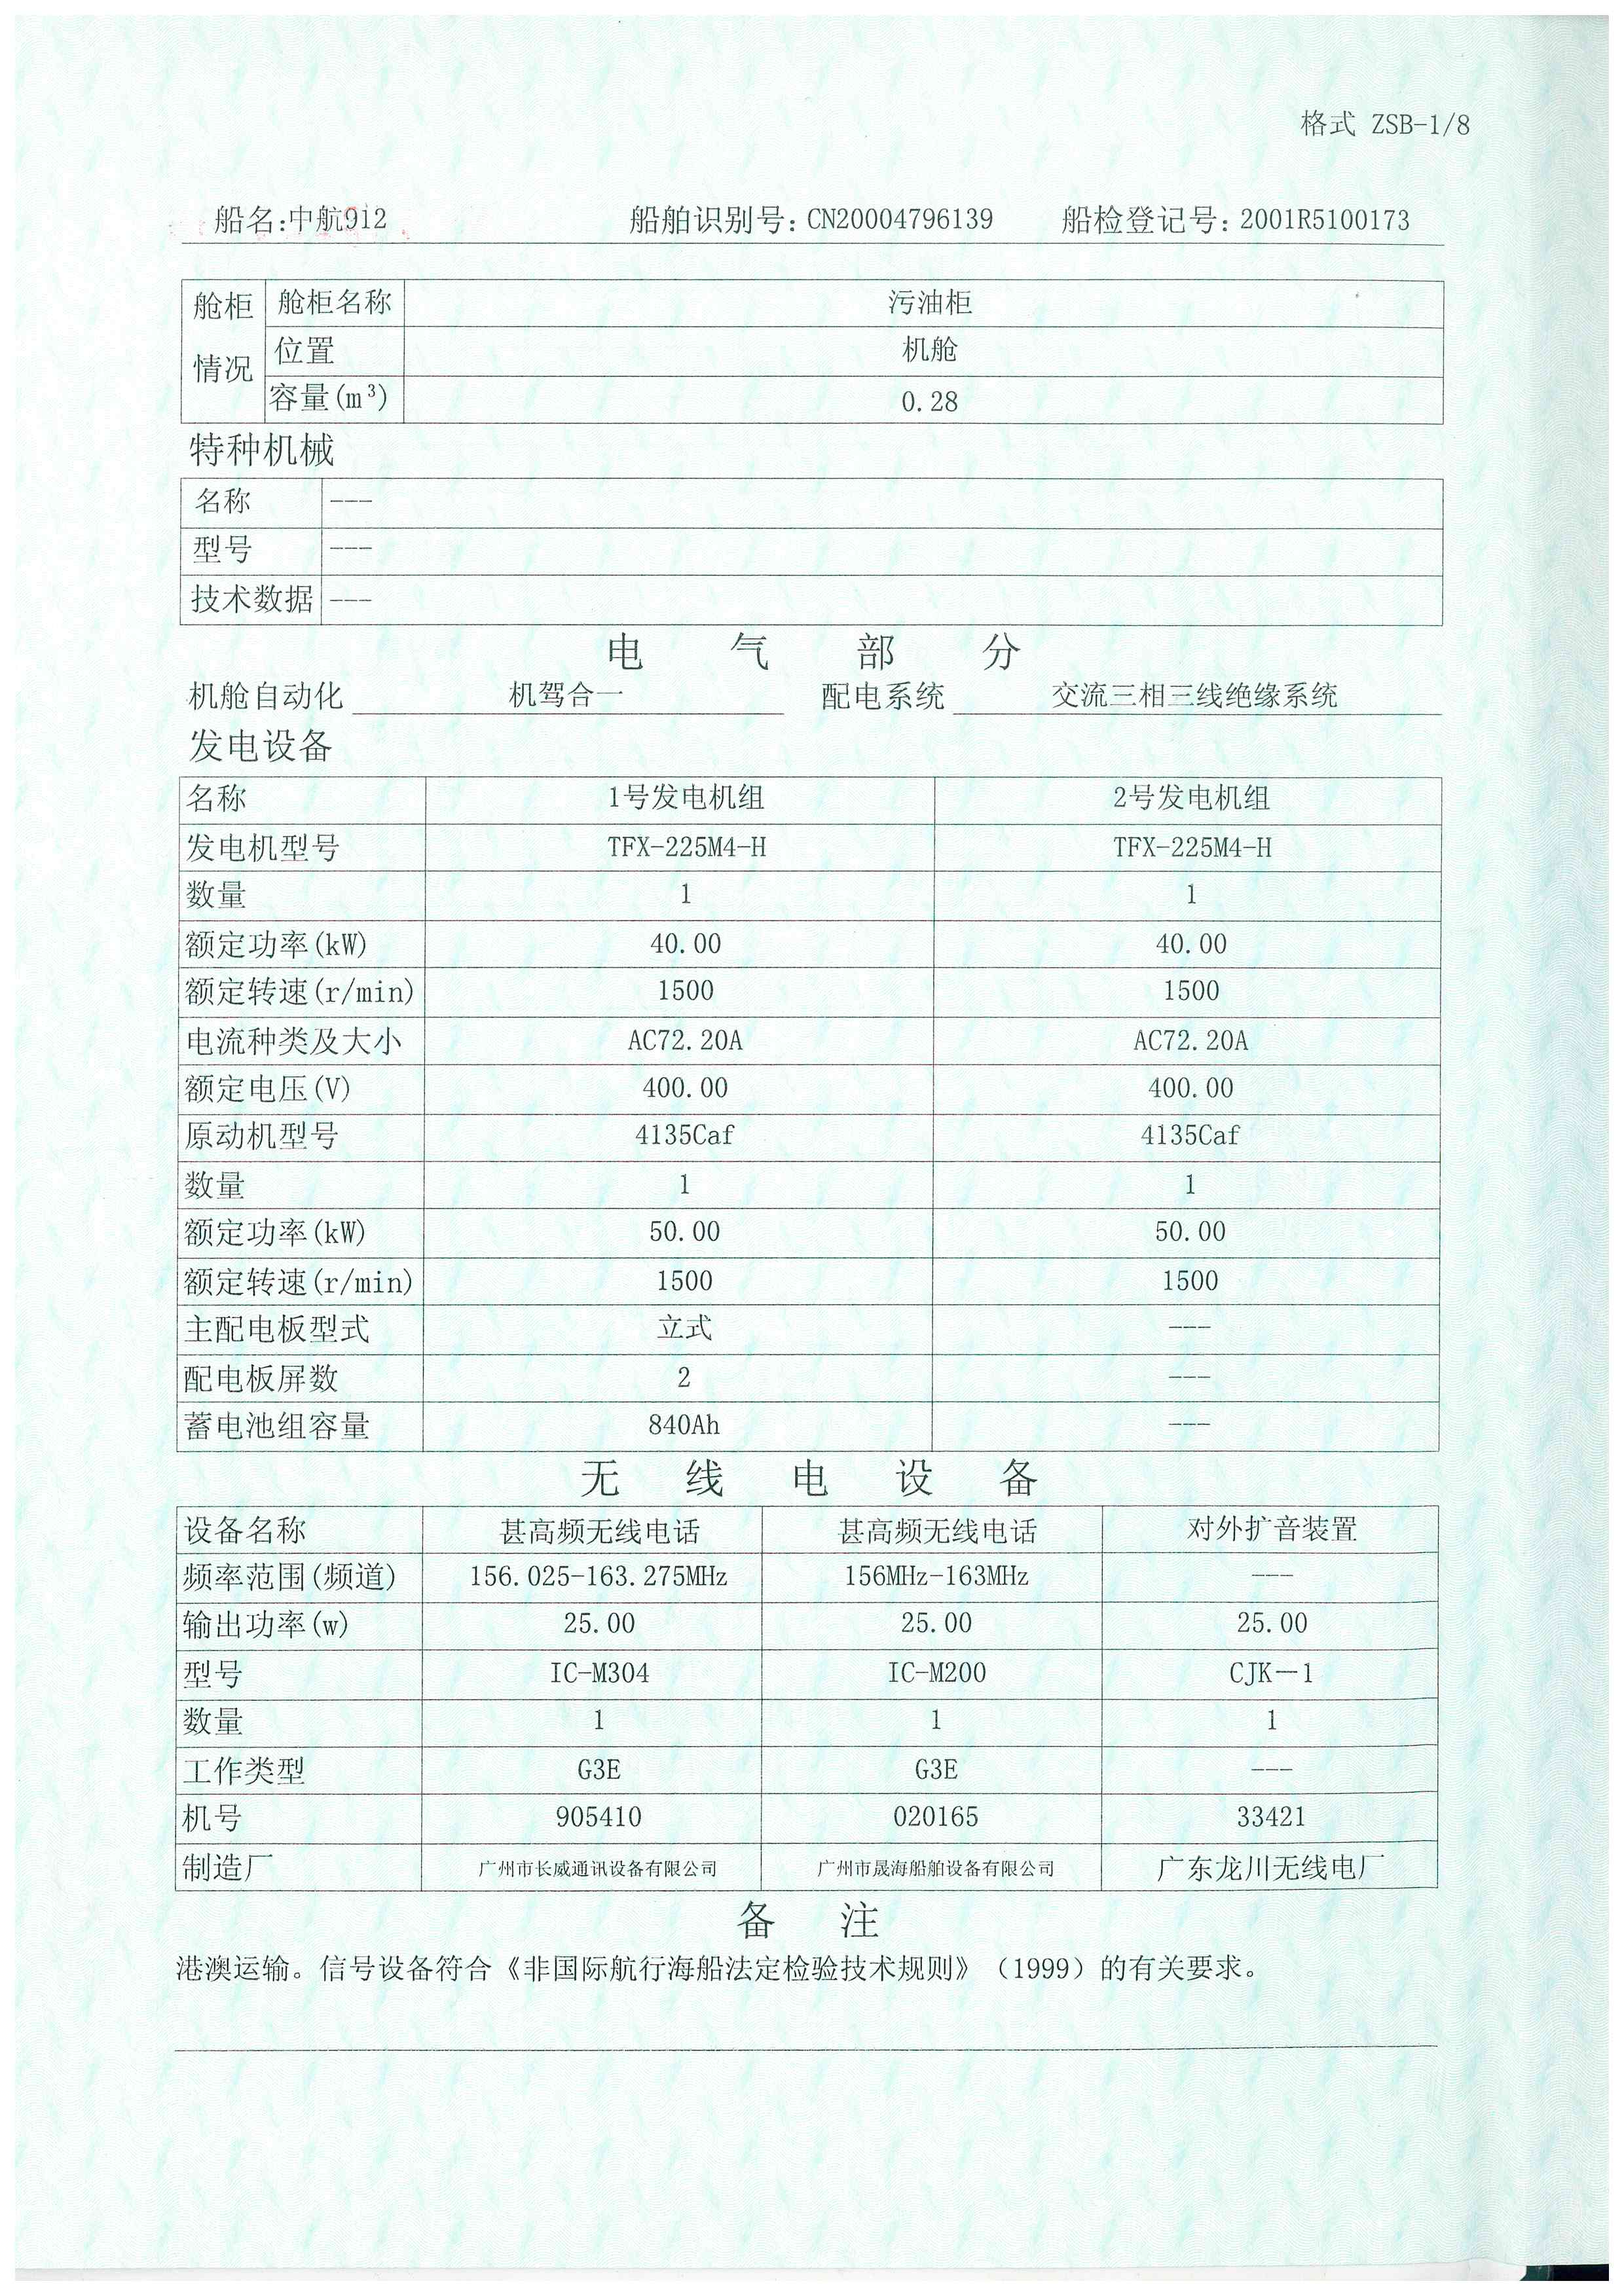 格式 ZSB-1/8
船名:中航912 船舶识别号: CN20004796139 船检登记号: 2001R5100173
舱柜情况 舱柜名称 污油柜
位置 机舱
容量(m³) 0.28
特种机械
名称 ---
型号 ---
技术数据 ---
电气部分
机舱自动化 机驾合一 配电系统 交流三相三线绝缘系统
发电设备
名称 1号发电机组 2号发电机组
发电机型号 TFX-225M4-H TFX-225M4-H
数量 1 1
额定功率(kW) 40.00 40.00
额定转速(r/min) 1500 1500
电流种类及大小 AC72.20A AC72.20A
额定电压(V) 400.00 400.00
原动机型号 4135Caf 4135Caf
数量 1 1
额定功率(kW) 50.00 50.00
额定转速(r/min) 1500 1500
主配电板型式 立式 ---
配电板屏数 2 ---
蓄电池组容量 840Ah ---
无线电设备
设备名称 甚高频无线电话 甚高频无线电话 对外扩音装置
频率范围(频道) 156.025-163.275MHz 156MHz-163MHz ---
输出功率(w) 25.00 25.00 25.00
型号 IC-M304 IC-M200 CJK—1
数量 1 1 1
工作类型 G3E G3E ---
机号 905410 020165 33421
制造厂 广州市长威通讯设备有限公司 广州市晟海船舶设备有限公司 广东龙川无线电厂
备注
港澳运输。信号设备符合《非国际航行海船法定检验技术规则》（1999）的有关要求。